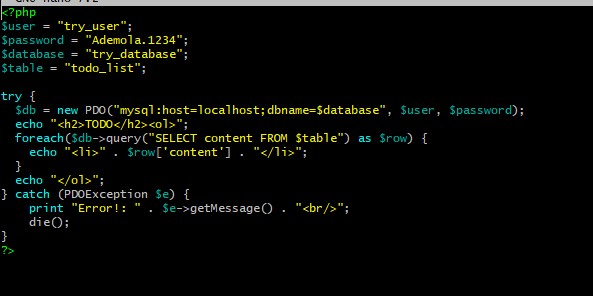 <?php
$user = "try_user";
$password = "Ademola.1234";
$database = "try_database";
$table = "todo_list";

try {
  $db = new PDO("mysql:host=localhost;dbname=$database", $user, $password);
  echo "<h2>TODO</h2><ol>";
  foreach($db->query("SELECT content FROM $table") as $row) {
    echo "<li>" . $row['content'] . "</li>";
  }
  echo "</ol>";
} catch (PDOException $e) {
    print "Error!: " . $e->getMessage() . "<br/>";
    die();
}
?>